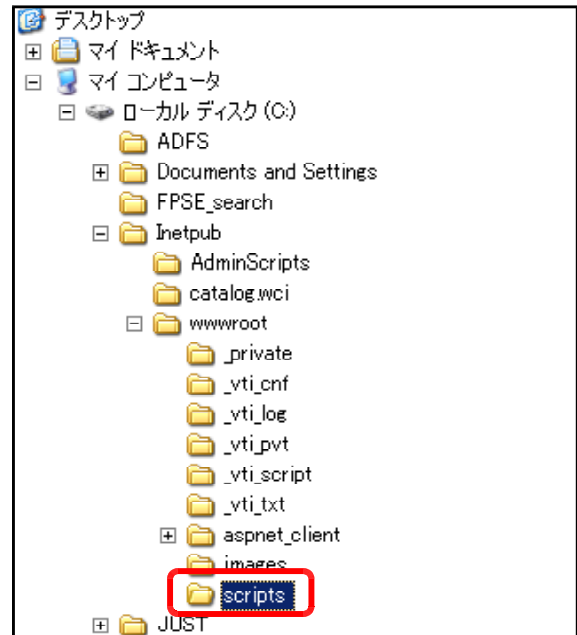 デスクトップ
マイ ドキュメント
マイ コンピュータ
ローカル ディスク (C:)
ADFS
Documents and Settings
FPSE_search
Inetpub
AdminScripts
catalog.wci
wwwroot
_private
_vti_cnf
_vti_log
_vti_pvt
_vti_script
_vti_txt
aspnet_client
images
scripts
JUST